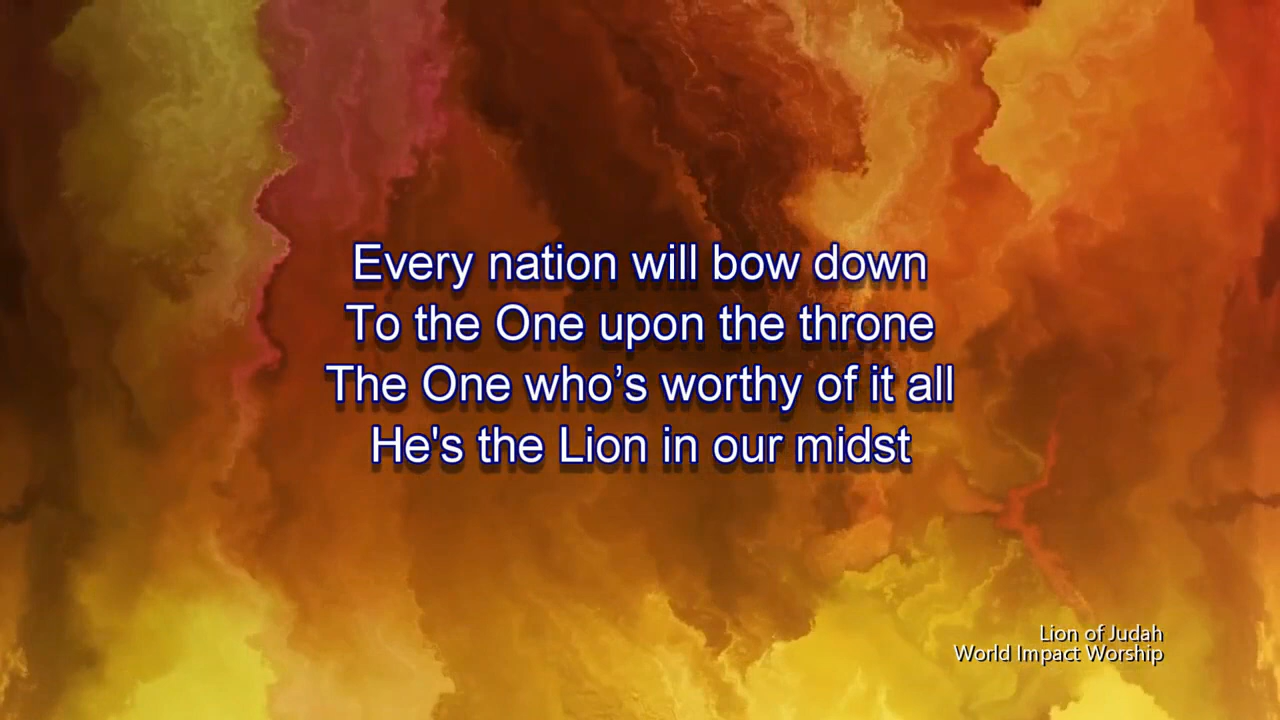 Every nation will bow down
To the One upon the throne
The One who’s worthy of it all
He's the Lion in our midst
Lion of Judah
World Impact Worship